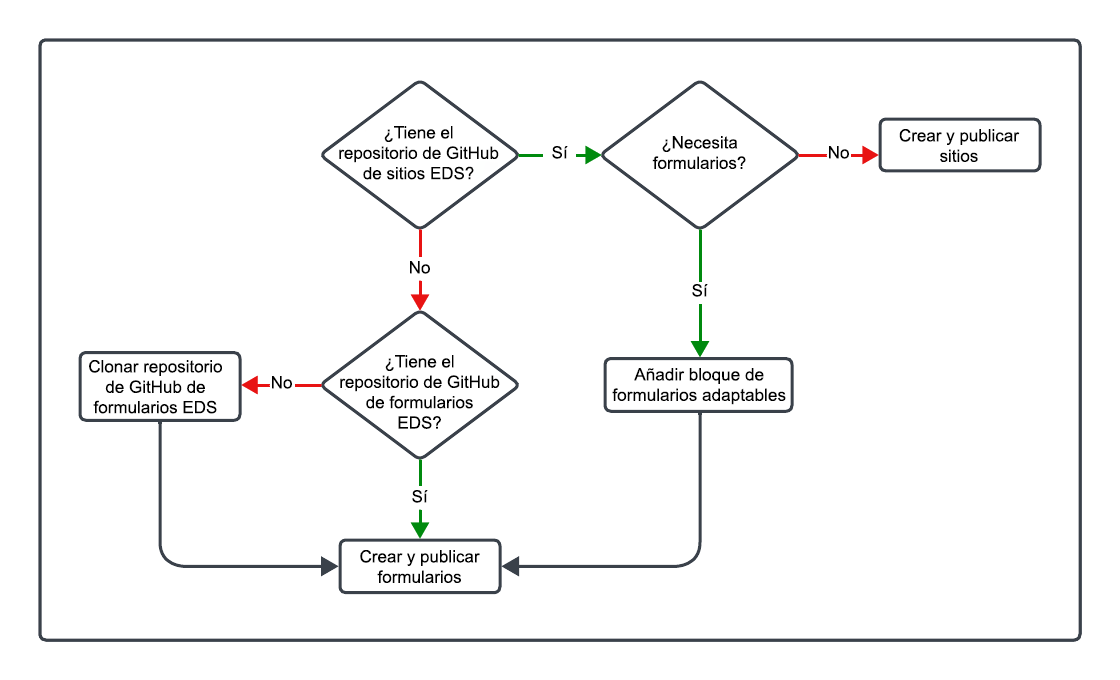 ¿Tiene el
repositorio de GitHub
de sitios EDS?
Sí
¿Necesita
formularios?
No
Crear y publicar
sitios
No
Sí
¿Tiene el
repositorio de GitHub
de formularios
EDS?
No
Clonar repositorio
de GitHub de
formularios EDS
Añadir bloque de
formularios adaptables
Sí
Crear y publicar
formularios